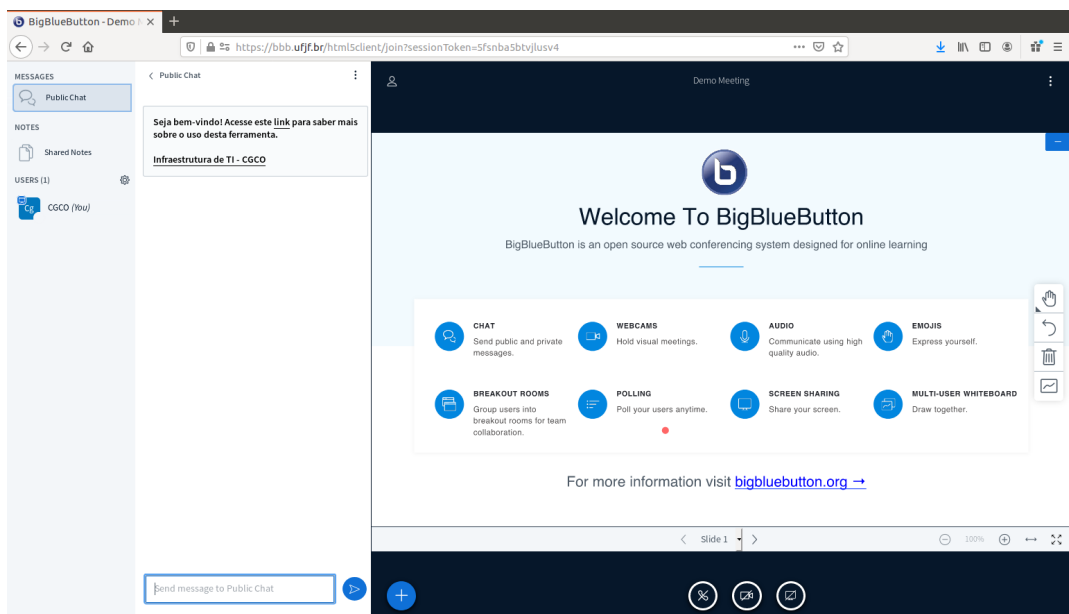 BigBlueButton - Demo M
https://bbb.ufjf.br/html5client/join?sessionToken=5fsnba5btvjlusv4
MESSAGES
Public Chat
NOTES
Shared Notes
USERS (1)
Cg
CGCO (You)
Public Chat
Seja bem-vindo! Acesse este link para saber mais
sobre o uso desta ferramenta.
Infraestrutura de TI - CGCO
Send message to Public Chat
Demo Meeting
Welcome To BigBlueButton
BigBlueButton is an open source web conferencing system designed for online learning
CHAT
Send public and private
messages.
WEBCAMS
Hold visual meetings.
AUDIO
Communicate using high
quality audio.
EMOJIS
Express yourself.
BREAKOUT ROOMS
Group users into
breakout rooms for team
collaboration.
POLLING
Poll your users anytime.
SCREEN SHARING
Share your screen.
MULTI-USER WHITEBOARD
Draw together.
For more information visit bigbluebutton.org →
Slide 1
100%